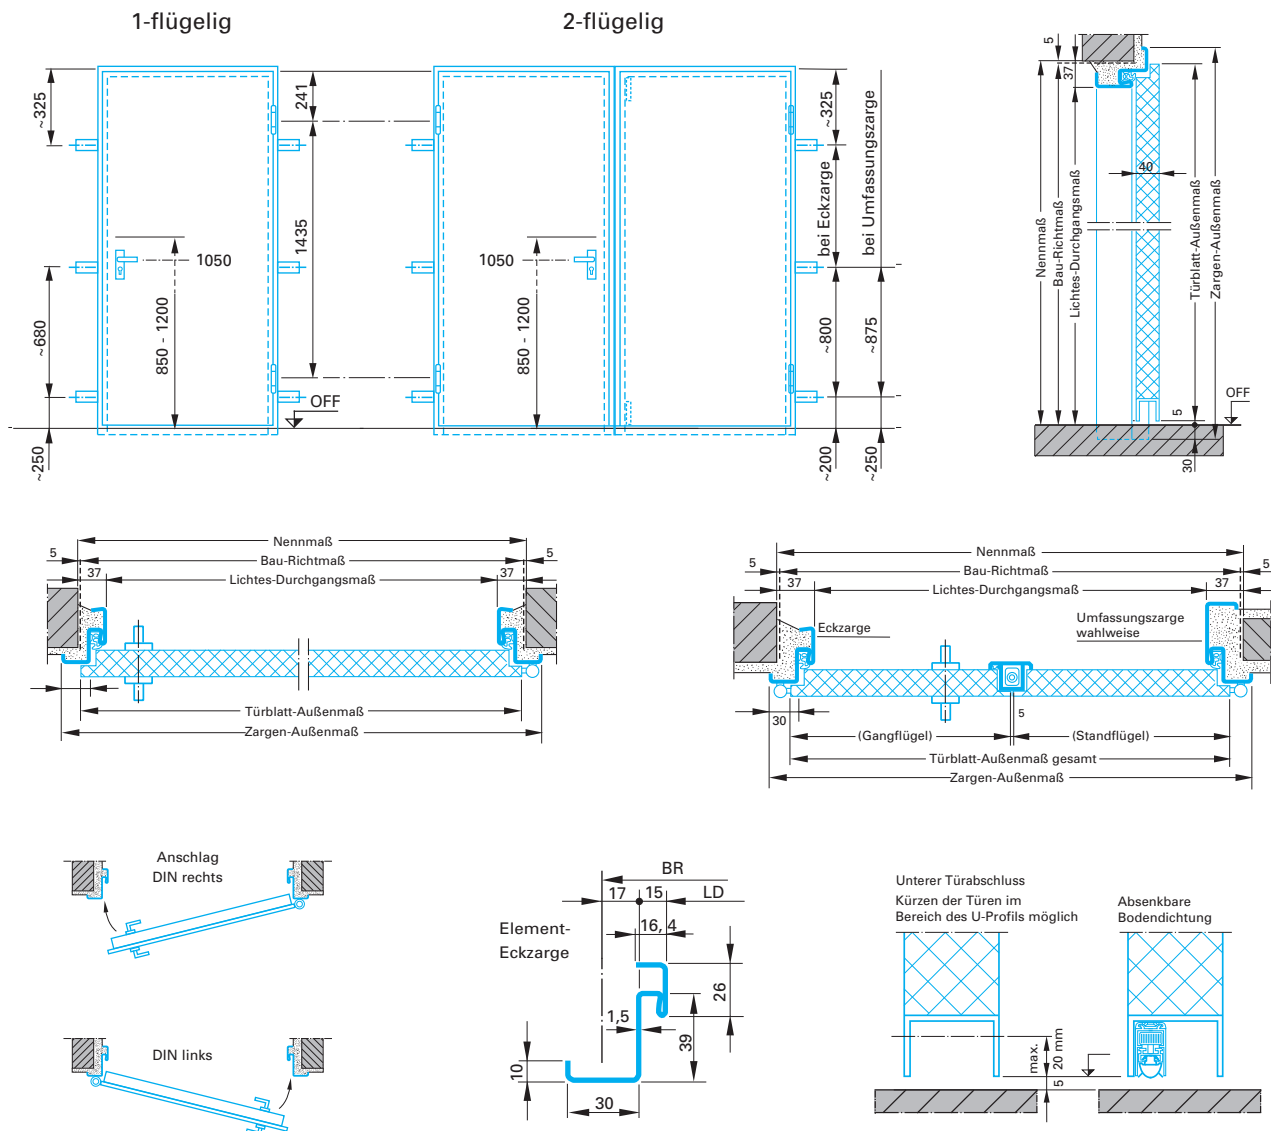 1-flügelig
2-flügelig
~325
241
~325
5
37
1435
bei Eckzarge
bei Umfassungszarge
40
Nennmaß
Bau-Richtmaß
Lichtes-Durchgangsmaß
Türblatt-Außenmaß
Zargen-Außenmaß
1050
1050
850 - 1200
850 - 1200
~680
~800
~875
OFF
OFF
~250
~200
~250
5
30
Nennmaß
5
Bau-Richtmaß
5
37
Lichtes-Durchgangsmaß
37
Türblatt-Außenmaß
Zargen-Außenmaß
Nennmaß
5
Bau-Richtmaß
5
37
Lichtes-Durchgangsmaß
37
Eckzarge
Umfassungszarge
wahlweise
30
5
(Gangflügel)
(Standflügel)
Türblatt-Außenmaß gesamt
Zargen-Außenmaß
Anschlag
DIN rechts
DIN links
BR
17
15
LD
16, 4
Element-
Eckzarge
26
1,5
39
10
30
Unterer Türabschluss
Kürzen der Türen im
Bereich des U-Profils möglich
Absenkbare
Bodendichtung
max.
20 mm
5